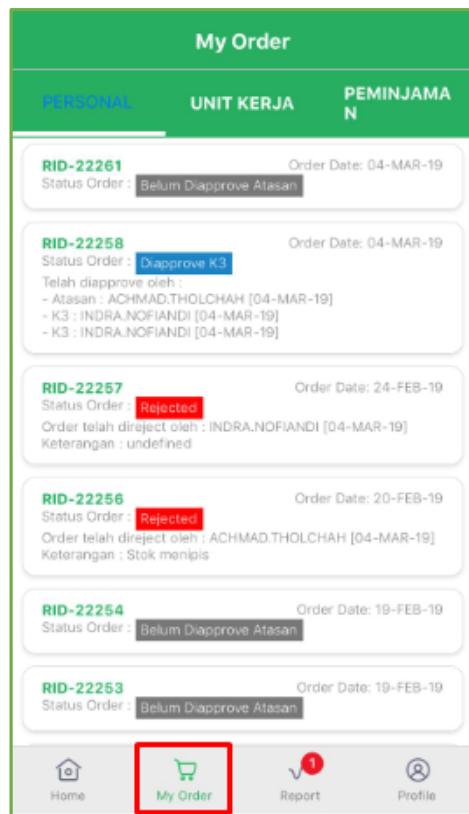 My Order
PERSONAL
UNIT KERJA
PEMINJAMA
N
RID-22261
Order Date: 04-MAR-19
Status Order : Belum Diapprove Atasan
RID-22258
Order Date: 04-MAR-19
Status Order : Diapprove K3
Telah diapprove oleh :
- Atasan : ACHMAD.THOLCHAH [04-MAR-19]
- K3 : INDRA.NOFIANDI [04-MAR-19]
- K3 : INDRA.NOFIANDI [04-MAR-19]
RID-22257
Order Date: 24-FEB-19
Status Order : Rejected
Order telah direject oleh : INDRA.NOFIANDI [04-MAR-19]
Keterangan : undefined
RID-22256
Order Date: 20-FEB-19
Status Order : Rejected
Order telah direject oleh : ACHMAD.THOLCHAH [04-MAR-19]
Keterangan : Stok menipis
RID-22254
Order Date: 19-FEB-19
Status Order : Belum Diapprove Atasan
RID-22253
Order Date: 19-FEB-19
Status Order : Belum Diapprove Atasan
1
Home
My Order
Report
Profile